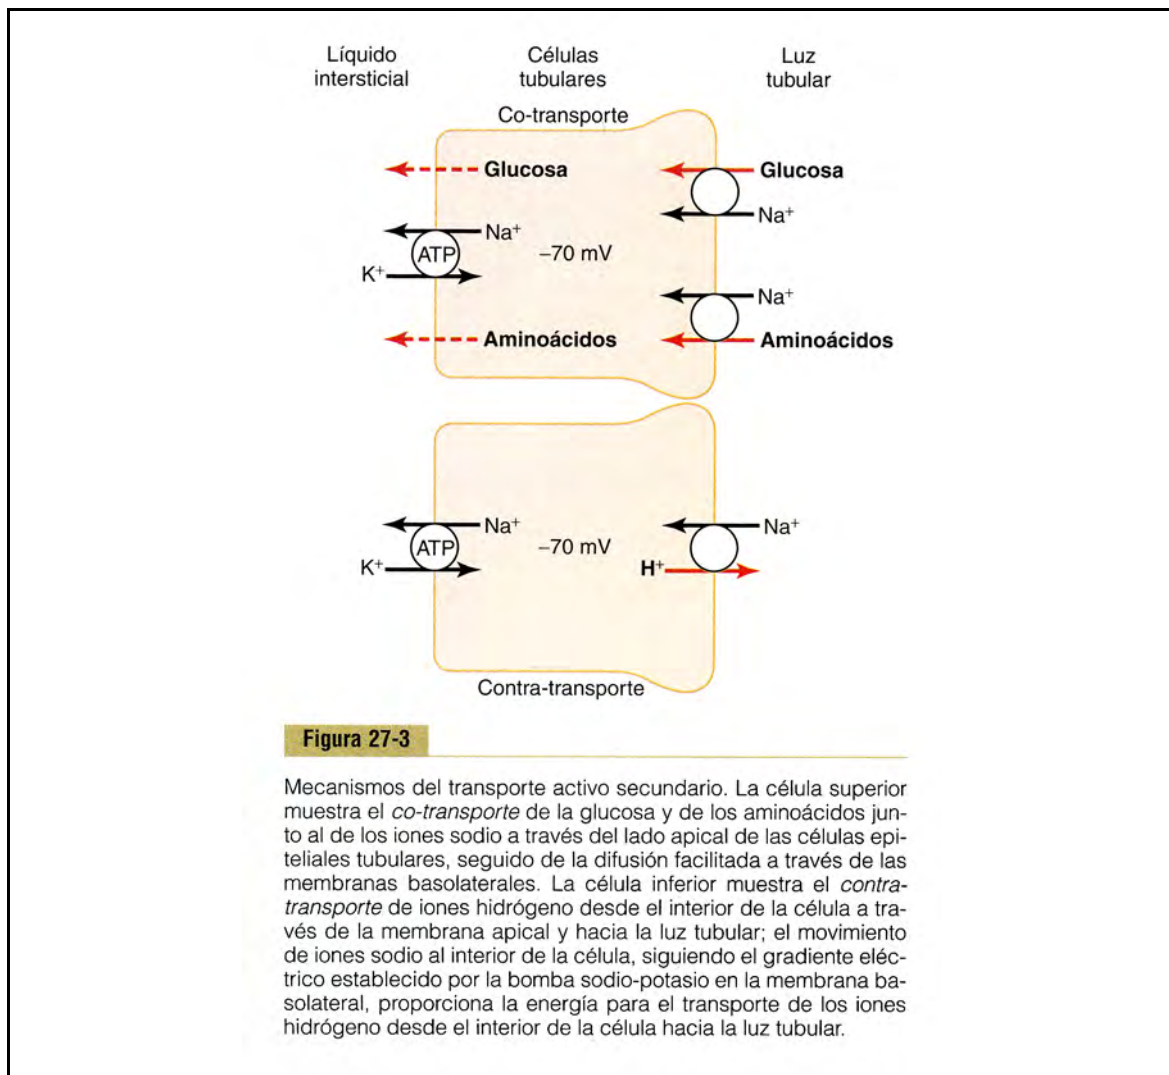 Líquido
intersticial
Células
tubulares
Luz
tubular
Co-transporte
Glucosa
Glucosa
Na+
Na+
ATP
–70 mV
K+
Na+
Aminoácidos
Aminoácidos
Na+
Na+
ATP
–70 mV
K+
H+
Contra-transporte
Figura 27-3
Mecanismos del transporte activo secundario. La célula superior
muestra el co-transporte de la glucosa y de los aminoácidos jun-
to al de los iones sodio a través del lado apical de las células epi-
teliales tubulares, seguido de la difusión facilitada a través de las
membranas basolaterales. La célula inferior muestra el contra-
transporte de iones hidrógeno desde el interior de la célula a tra-
vés de la membrana apical y hacia la luz tubular; el movimiento
de iones sodio al interior de la célula, siguiendo el gradiente eléc-
trico establecido por la bomba sodio-potasio en la membrana ba-
solateral, proporciona la energía para el transporte de los iones
hidrógeno desde el interior de la célula hacia la luz tubular.